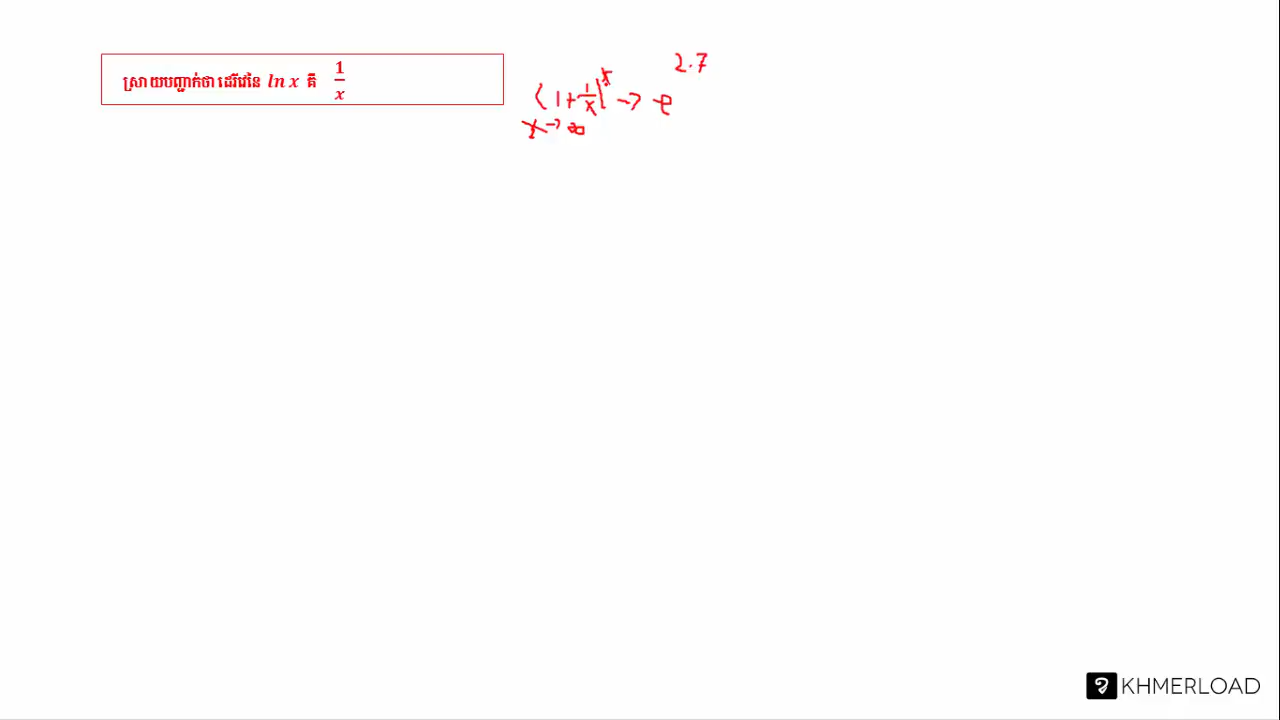 ស្រាយបញ្ជាក់ថា ដេរីវេនៃ ln x គឺ 1/x
2.7
(1+1/x)^x → e
x → ∞
KHMERLOAD